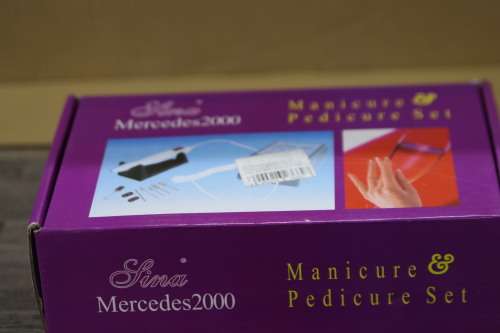 Sina
Mercedes2000
Manicure &
Pedicure Set
Sina®
Mercedes2000
Manicure &
Pedicure Set